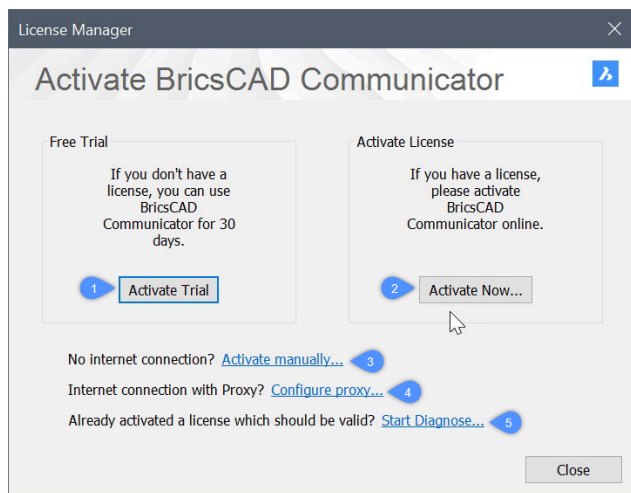 License Manager
Activate BricsCAD Communicator
Free Trial
If you don't have a
license, you can use
BricsCAD
Communicator for 30
days.
1 Activate Trial
Activate License
If you have a license,
please activate
BricsCAD
Communicator online.
2 Activate Now...
No internet connection? Activate manually... 3
Internet connection with Proxy? Configure proxy... 4
Already activated a license which should be valid? Start Diagnose... 5
Close